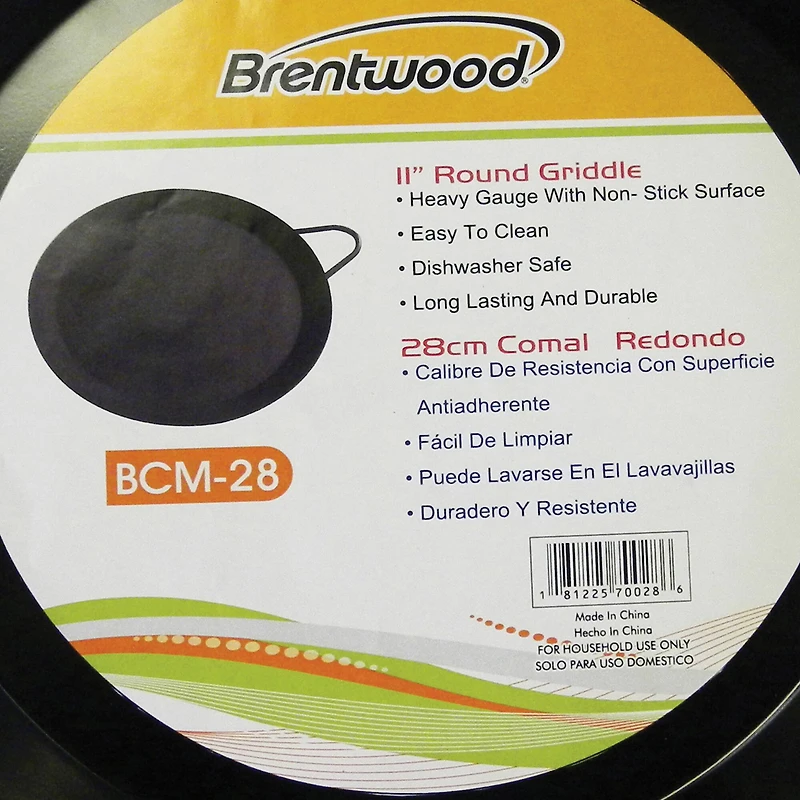 Brentwood®
11” Round Griddle
• Heavy Gauge With Non- Stick Surface
• Easy To Clean
• Dishwasher Safe
• Long Lasting And Durable
28cm Comal Redondo
• Calibre De Resistencia Con Superficie
Antiadherente
• Fácil De Limpiar
• Puede Lavarse En El Lavavajillas
• Duradero Y Resistente
BCM-28
1 81225 70028 6
Made In China
Hecho In China
FOR HOUSEHOLD USE ONLY
SOLO PARA USO DOMESTICO